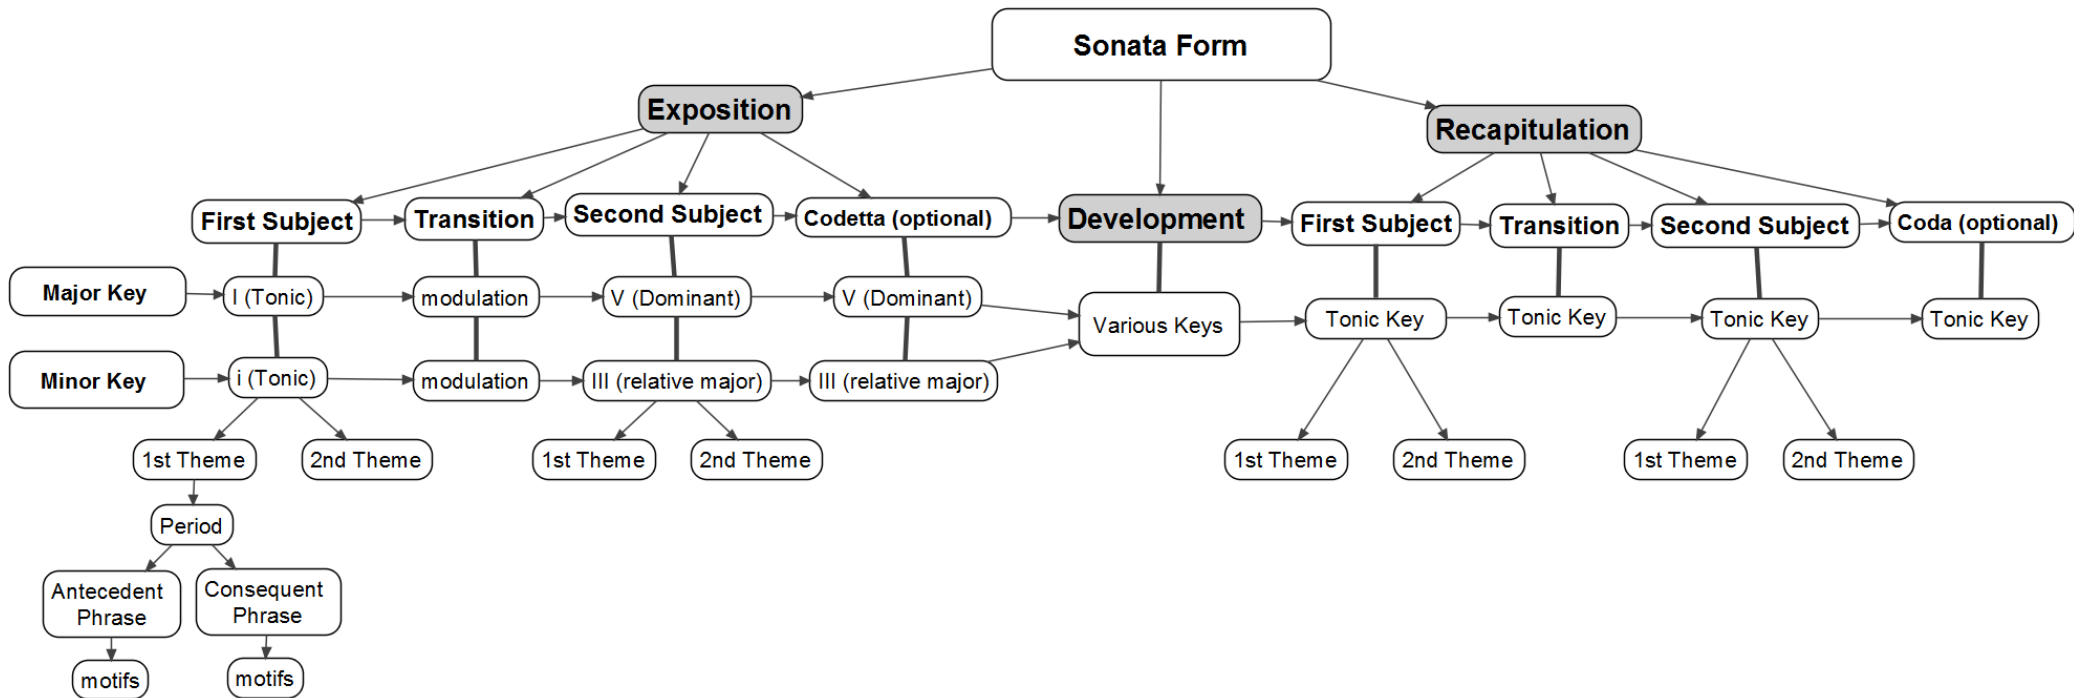 Sonata Form
Exposition
Recapitulation
First Subject
Transition
Second Subject
Codetta (optional)
Development
First Subject
Transition
Second Subject
Coda (optional)
Major Key
I (Tonic)
modulation
V (Dominant)
V (Dominant)
Various Keys
Tonic Key
Tonic Key
Tonic Key
Tonic Key
Minor Key
i (Tonic)
modulation
III (relative major)
III (relative major)
1st Theme
2nd Theme
1st Theme
2nd Theme
1st Theme
2nd Theme
1st Theme
2nd Theme
Period
Antecedent
Phrase
Consequent
Phrase
motifs
motifs